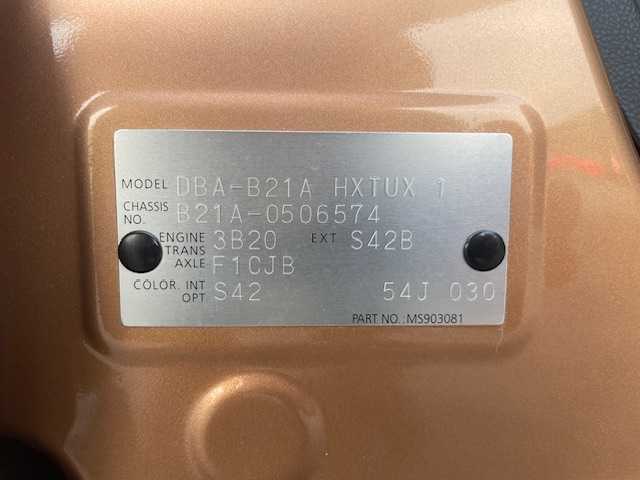 MODEL DBA-B21A HXTUX 1
CHASSIS NO. B21A-0506574
ENGINE 3B20 EXT S42B
TRANS AXLE F1CJB
COLOR. INT S42 54J 030
OPT
PART NO.:MS903081